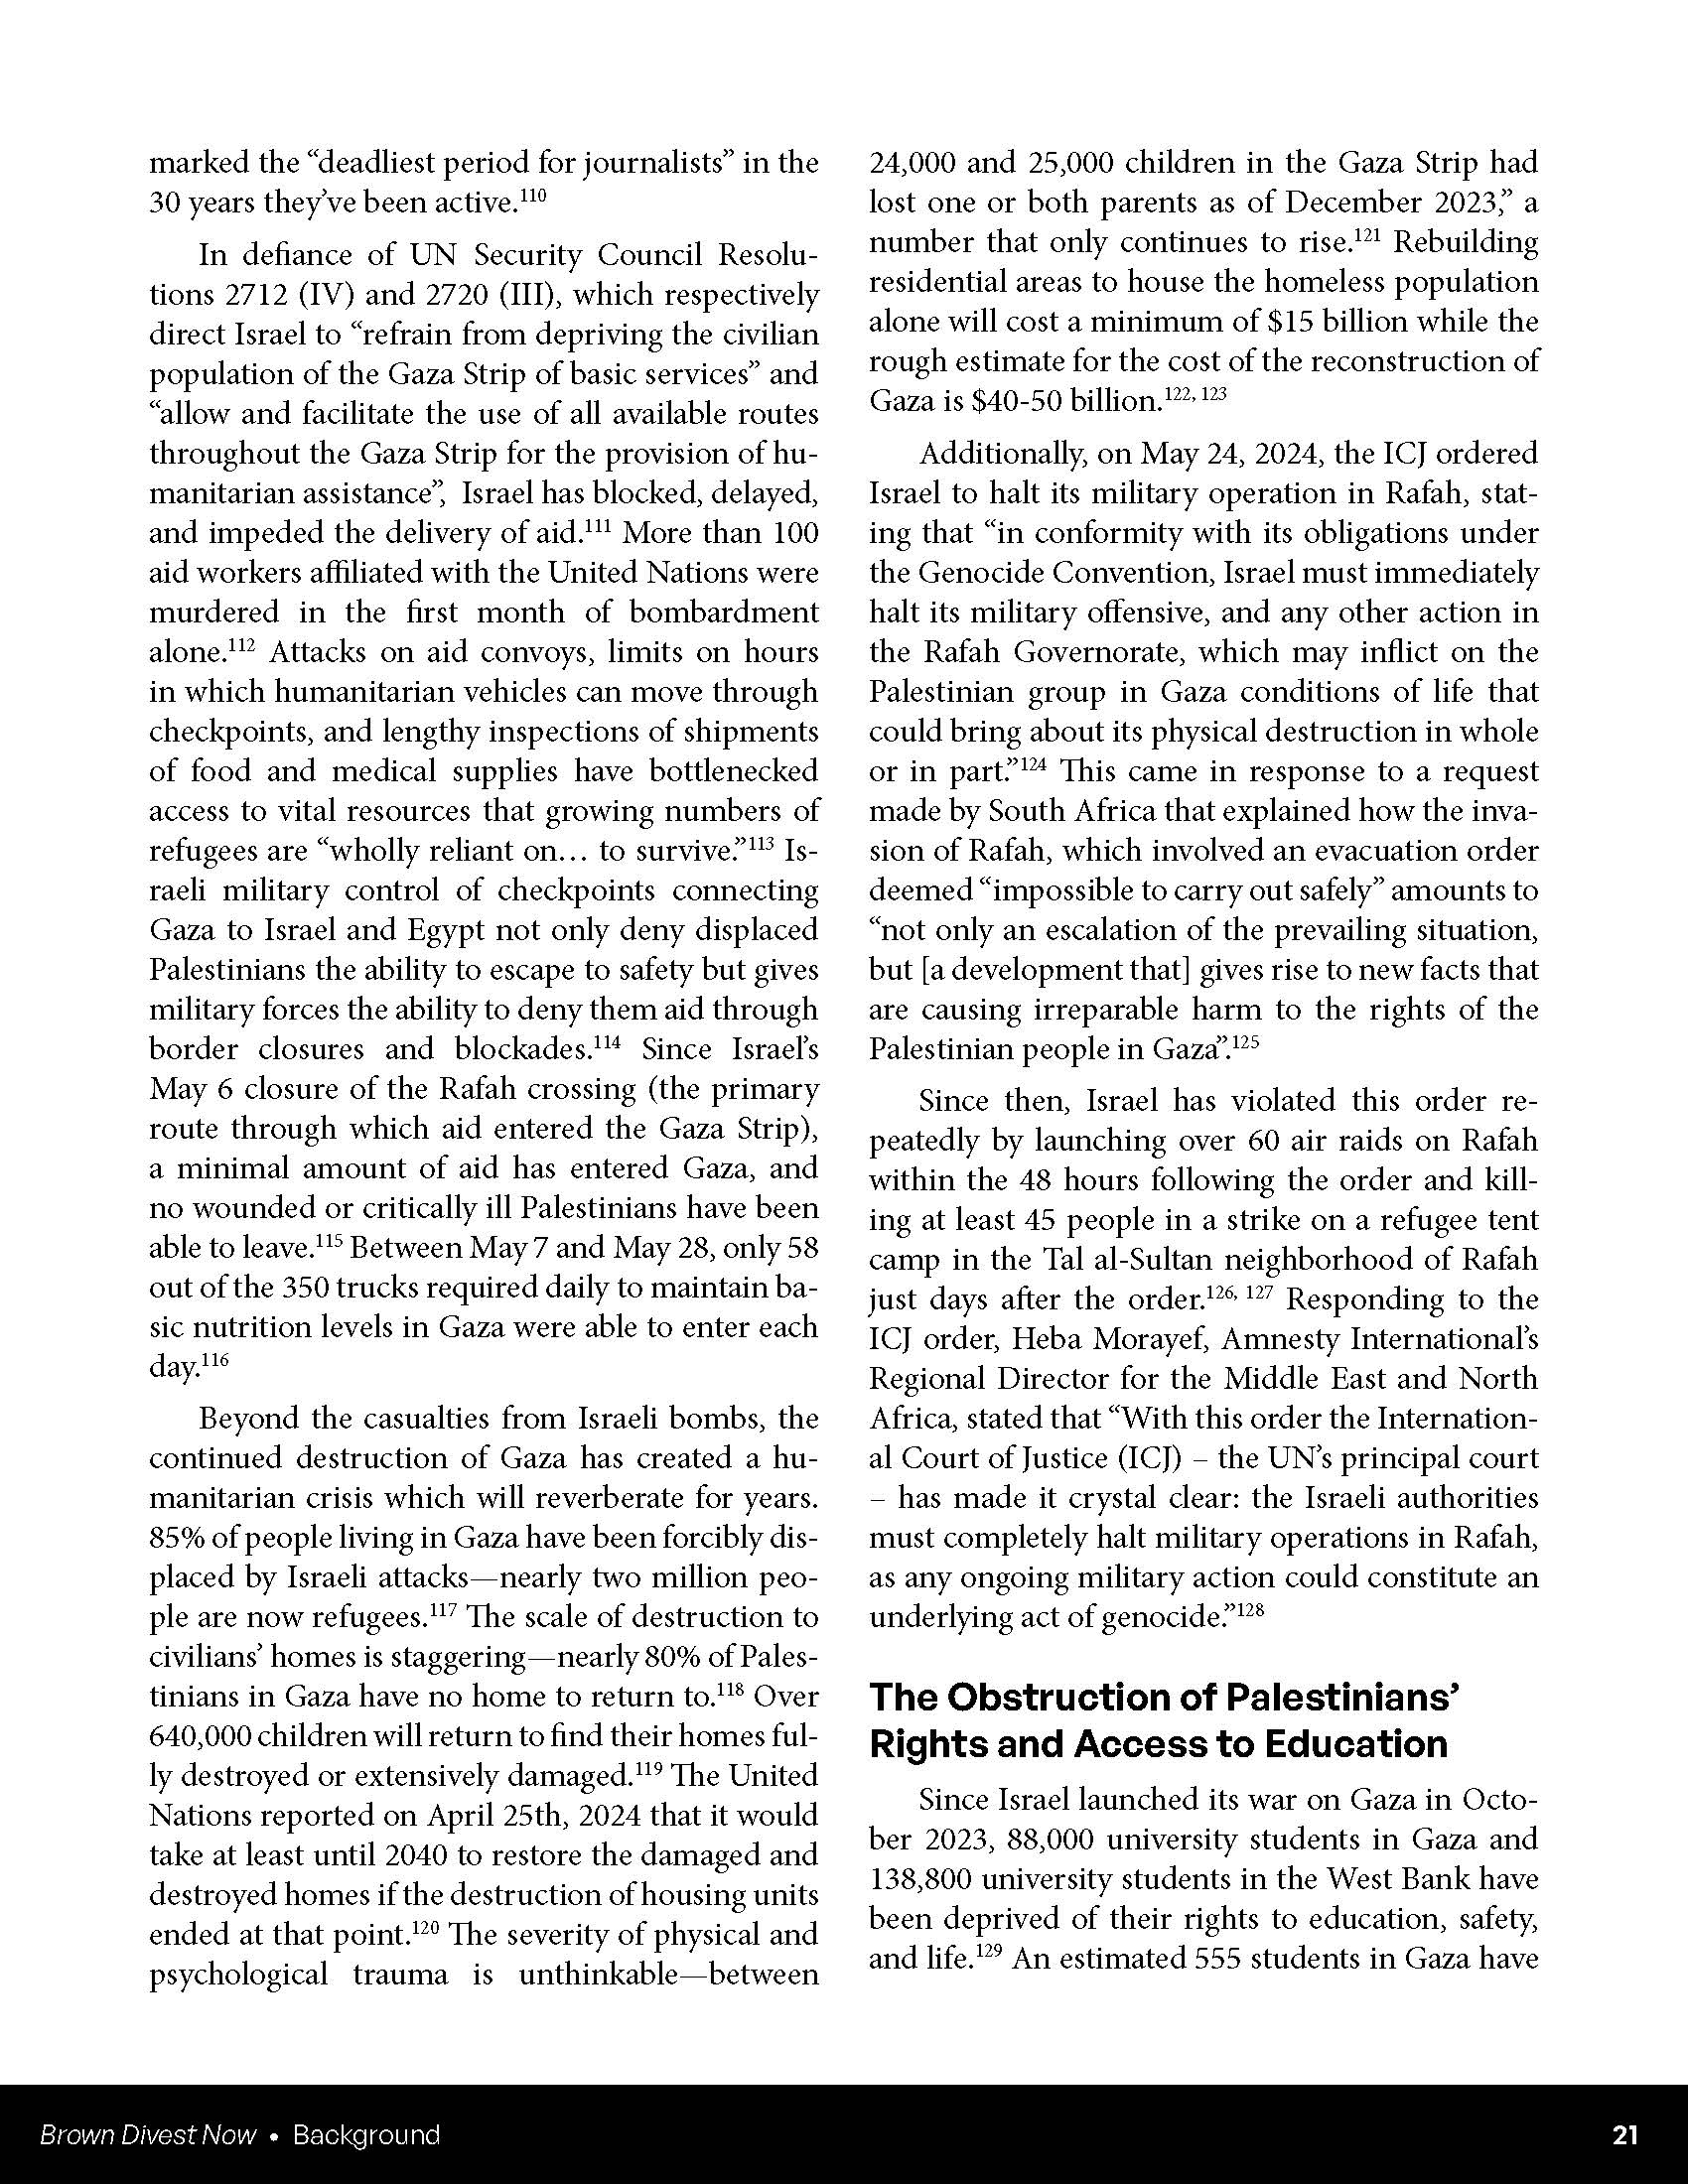 marked the “deadliest period for journalists” in the
30 years they’ve been active.110
In defiance of UN Security Council Resolu-
tions 2712 (IV) and 2720 (III), which respectively
direct Israel to “refrain from depriving the civilian
population of the Gaza Strip of basic services” and
“allow and facilitate the use of all available routes
throughout the Gaza Strip for the provision of hu-
manitarian assistance”, Israel has blocked, delayed,
and impeded the delivery of aid.111 More than 100
aid workers affiliated with the United Nations were
murdered in the first month of bombardment
alone.112 Attacks on aid convoys, limits on hours
in which humanitarian vehicles can move through
checkpoints, and lengthy inspections of shipments
of food and medical supplies have bottlenecked
access to vital resources that growing numbers of
refugees are “wholly reliant on… to survive.”113 Is-
raeli military control of checkpoints connecting
Gaza to Israel and Egypt not only deny displaced
Palestinians the ability to escape to safety but gives
military forces the ability to deny them aid through
border closures and blockades.114 Since Israel’s
May 6 closure of the Rafah crossing (the primary
route through which aid entered the Gaza Strip),
a minimal amount of aid has entered Gaza, and
no wounded or critically ill Palestinians have been
able to leave.115 Between May 7 and May 28, only 58
out of the 350 trucks required daily to maintain ba-
sic nutrition levels in Gaza were able to enter each
day.116
Beyond the casualties from Israeli bombs, the
continued destruction of Gaza has created a hu-
manitarian crisis which will reverberate for years.
85% of people living in Gaza have been forcibly dis-
placed by Israeli attacks—nearly two million peo-
ple are now refugees.117 The scale of destruction to
civilians’ homes is staggering—nearly 80% of Pales-
tinians in Gaza have no home to return to.118 Over
640,000 children will return to find their homes ful-
ly destroyed or extensively damaged.119 The United
Nations reported on April 25th, 2024 that it would
take at least until 2040 to restore the damaged and
destroyed homes if the destruction of housing units
ended at that point.120 The severity of physical and
psychological trauma is unthinkable—between
24,000 and 25,000 children in the Gaza Strip had
lost one or both parents as of December 2023,” a
number that only continues to rise.121 Rebuilding
residential areas to house the homeless population
alone will cost a minimum of $15 billion while the
rough estimate for the cost of the reconstruction of
Gaza is $40-50 billion.122, 123
Additionally, on May 24, 2024, the ICJ ordered
Israel to halt its military operation in Rafah, stat-
ing that “in conformity with its obligations under
the Genocide Convention, Israel must immediately
halt its military offensive, and any other action in
the Rafah Governorate, which may inflict on the
Palestinian group in Gaza conditions of life that
could bring about its physical destruction in whole
or in part.”124 This came in response to a request
made by South Africa that explained how the inva-
sion of Rafah, which involved an evacuation order
deemed “impossible to carry out safely” amounts to
“not only an escalation of the prevailing situation,
but [a development that] gives rise to new facts that
are causing irreparable harm to the rights of the
Palestinian people in Gaza”.125
Since then, Israel has violated this order re-
peatedly by launching over 60 air raids on Rafah
within the 48 hours following the order and kill-
ing at least 45 people in a strike on a refugee tent
camp in the Tal al-Sultan neighborhood of Rafah
just days after the order.126, 127 Responding to the
ICJ order, Heba Morayef, Amnesty International’s
Regional Director for the Middle East and North
Africa, stated that “With this order the Internation-
al Court of Justice (ICJ) – the UN’s principal court
– has made it crystal clear: the Israeli authorities
must completely halt military operations in Rafah,
as any ongoing military action could constitute an
underlying act of genocide.”128
The Obstruction of Palestinians’
Rights and Access to Education
Since Israel launched its war on Gaza in Octo-
ber 2023, 88,000 university students in Gaza and
138,800 university students in the West Bank have
been deprived of their rights to education, safety,
and life.129 An estimated 555 students in Gaza have
Brown Divest Now • Background
21